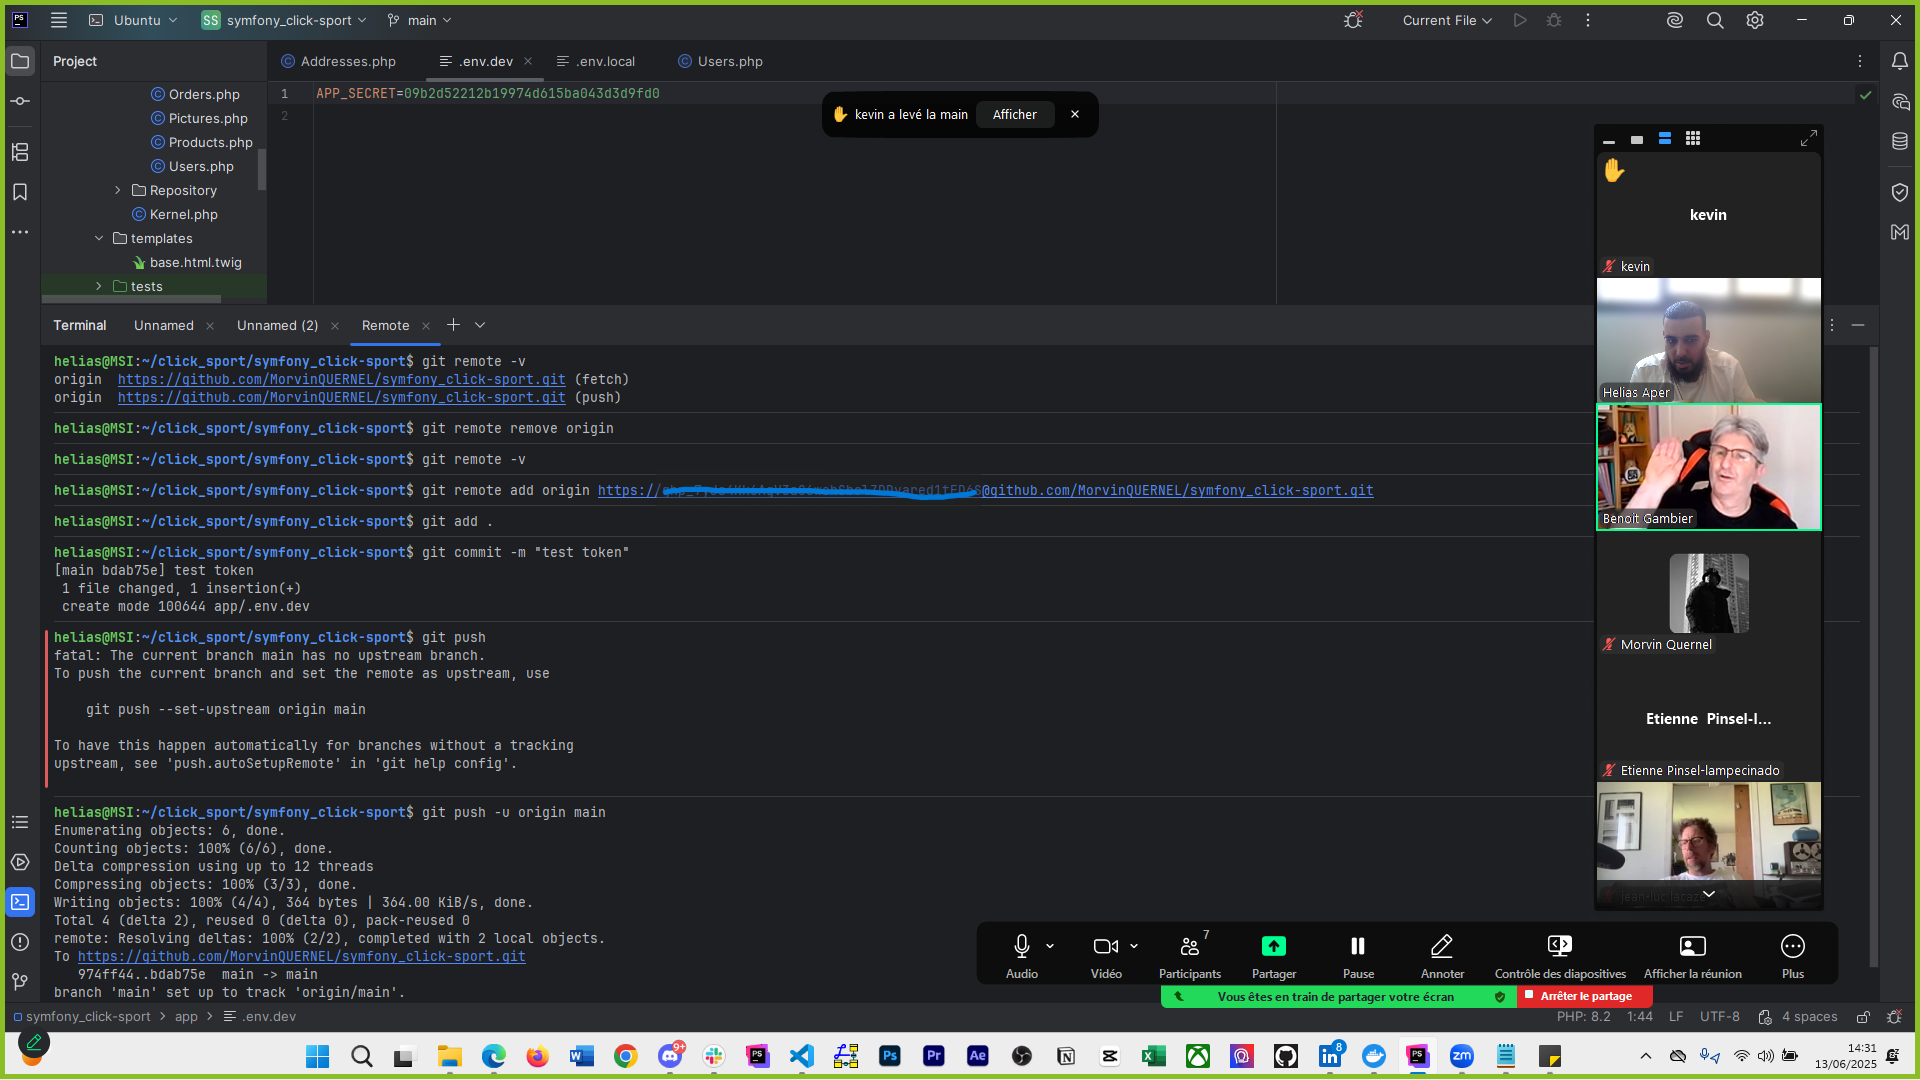 Ubuntu
SS symfony_click-sport
main
Current File
Project
Addresses.php
.env.dev
.env.local
Users.php
Orders.php
Pictures.php
Products.php
Users.php
Repository
Kernel.php
templates
base.html.twig
tests
1 APP_SECRET=09b2d52212b19974d615ba043d3d9fd0
2
kevin a levé la main Afficher
kevin
kevin
Helias Aper
Benoit Gambier
Morvin Quernel
Etienne Pinsel-l...
Etienne Pinsel-lampecinado
jean-luc lacaze
Terminal Unnamed Unnamed (2) Remote
helias@MSI:~/click_sport/symfony_click-sport$ git remote -v
origin https://github.com/MorvinQUERNEL/symfony_click-sport.git (fetch)
origin https://github.com/MorvinQUERNEL/symfony_click-sport.git (push)
helias@MSI:~/click_sport/symfony_click-sport$ git remote remove origin
helias@MSI:~/click_sport/symfony_click-sport$ git remote -v
helias@MSI:~/click_sport/symfony_click-sport$ git remote add origin https://@github.com/MorvinQUERNEL/symfony_click-sport.git
helias@MSI:~/click_sport/symfony_click-sport$ git add .
helias@MSI:~/click_sport/symfony_click-sport$ git commit -m "test token"
[main bdab75e] test token
1 file changed, 1 insertion(+)
create mode 100644 app/.env.dev
helias@MSI:~/click_sport/symfony_click-sport$ git push
fatal: The current branch main has no upstream branch.
To push the current branch and set the remote as upstream, use
git push --set-upstream origin main
To have this happen automatically for branches without a tracking
upstream, see 'push.autoSetupRemote' in 'git help config'.
helias@MSI:~/click_sport/symfony_click-sport$ git push -u origin main
Enumerating objects: 6, done.
Counting objects: 100% (6/6), done.
Delta compression using up to 12 threads
Compressing objects: 100% (3/3), done.
Writing objects: 100% (4/4), 364 bytes | 364.00 KiB/s, done.
Total 4 (delta 2), reused 0 (delta 0), pack-reused 0
remote: Resolving deltas: 100% (2/2), completed with 2 local objects.
To https://github.com/MorvinQUERNEL/symfony_click-sport.git
974ff44..bdab75e main -> main
branch 'main' set up to track 'origin/main'.
7
Audio Vidéo Participants Partager Pause Annoter Contrôle des diapositives Afficher la réunion Plus
Vous êtes en train de partager votre écran Arrêter le partage
symfony_click-sport > app > .env.dev
PHP: 8.2 1:44 LF UTF-8 4 spaces
9+
8
14:31
13/06/2025